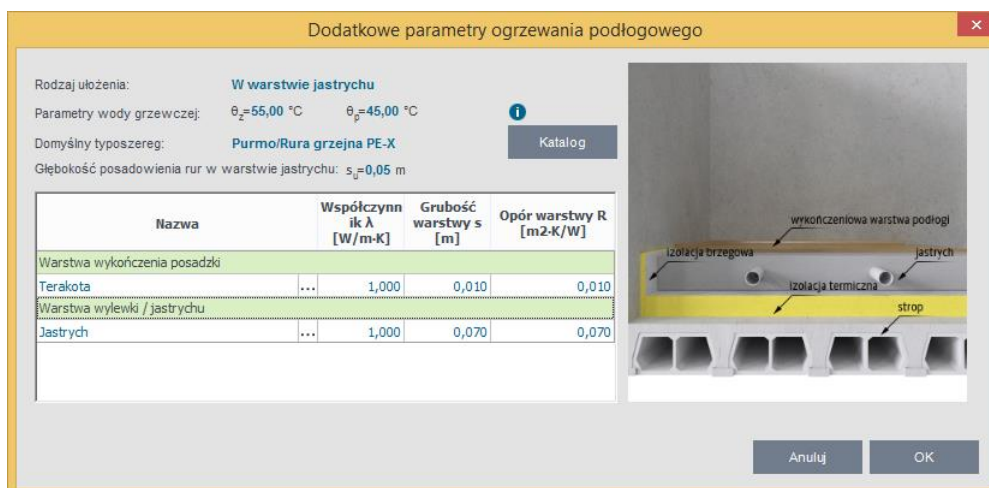 Dodatkowe parametry ogrzewania podłogowego
Rodzaj ułożenia: W warstwie jastrychu
Parametry wody grzewczej: θz=55,00 °C θp=45,00 °C
Domyślny typoszereg: Purmo/Rura grzejna PE-X
Katalog
Głębokość posadowienia rur w warstwie jastrychu: su=0,05 m
Nazwa Współczynn ik λ [W/m·K] Grubość warstwy s [m] Opór warstwy R [m2·K/W]
Warstwa wykończenia posadzki
Terakota ... 1,000 0,010 0,010
Warstwa wylewki / jastrychu
Jastrych ... 1,000 0,070 0,070
wykończeniowa warstwa podłogi
izolacja brzegowa
jastrych
izolacja termiczna
strop
Anuluj
OK